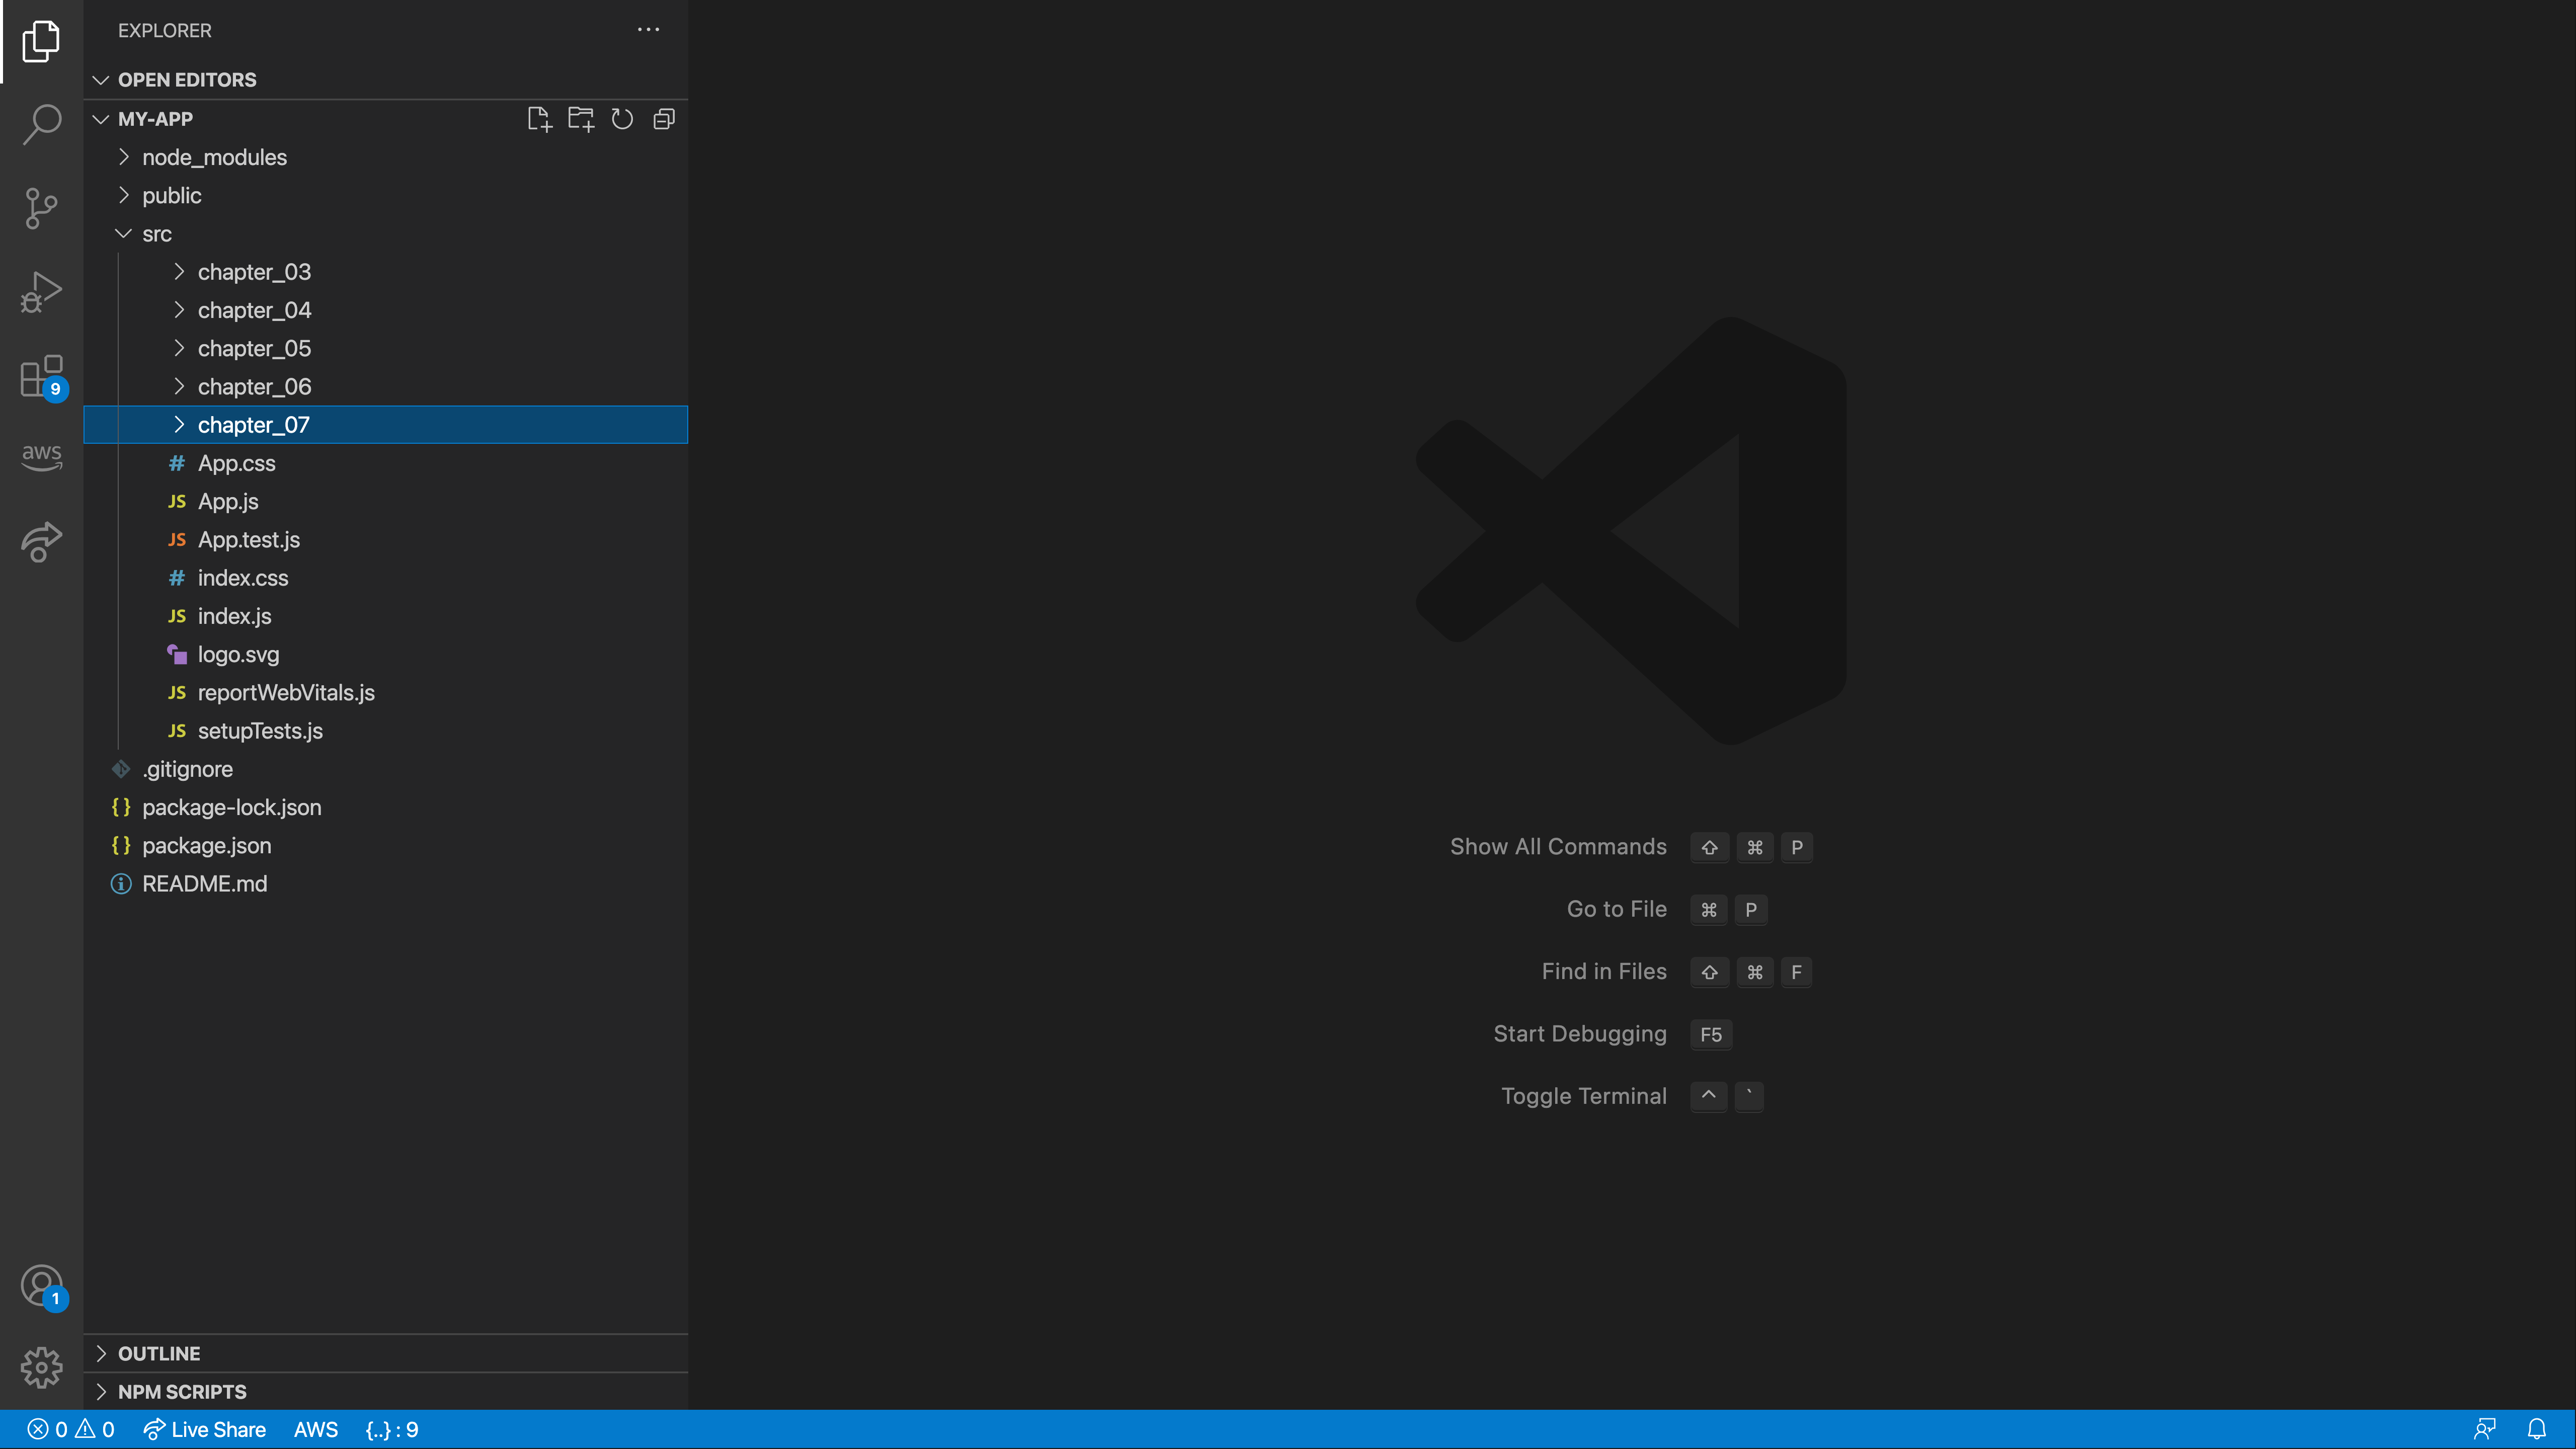 EXPLORER
OPEN EDITORS
MY-APP
node_modules
public
src
chapter_03
chapter_04
chapter_05
chapter_06
chapter_07
# App.css
JS App.js
JS App.test.js
# index.css
JS index.js
logo.svg
JS reportWebVitals.js
JS setupTests.js
.gitignore
{} package-lock.json
{} package.json
README.md
OUTLINE
NPM SCRIPTS
9
aws
1
Show All Commands ⇧ ⌘ P
Go to File ⌘ P
Find in Files ⇧ ⌘ F
Start Debugging F5
Toggle Terminal ^ `
0 0 Live Share AWS {..} : 9